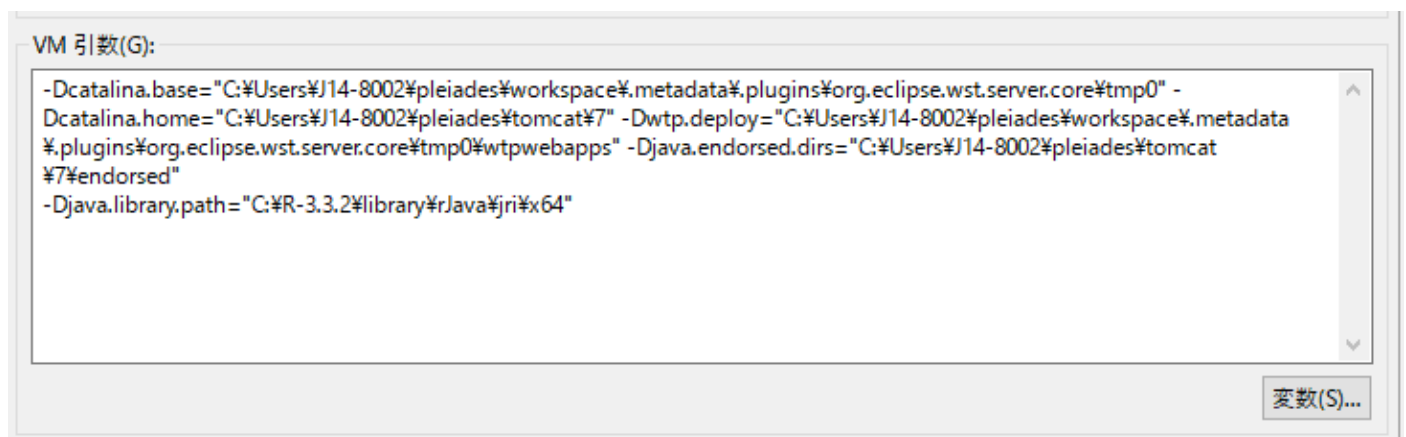 VM 引数(G):
-Dcatalina.base="C:¥Users¥J14-8002¥pleiades¥workspace¥.metadata¥.plugins¥org.eclipse.wst.server.core¥tmp0" -
Dcatalina.home="C:¥Users¥J14-8002¥pleiades¥tomcat¥7" -Dwtp.deploy="C:¥Users¥J14-8002¥pleiades¥workspace¥.metadata
¥.plugins¥org.eclipse.wst.server.core¥tmp0¥wtpwebapps" -Djava.endorsed.dirs="C:¥Users¥J14-8002¥pleiades¥tomcat
¥7¥endorsed"
-Djava.library.path="C:¥R-3.3.2¥library¥rJava¥jri¥x64"
変数(S)...